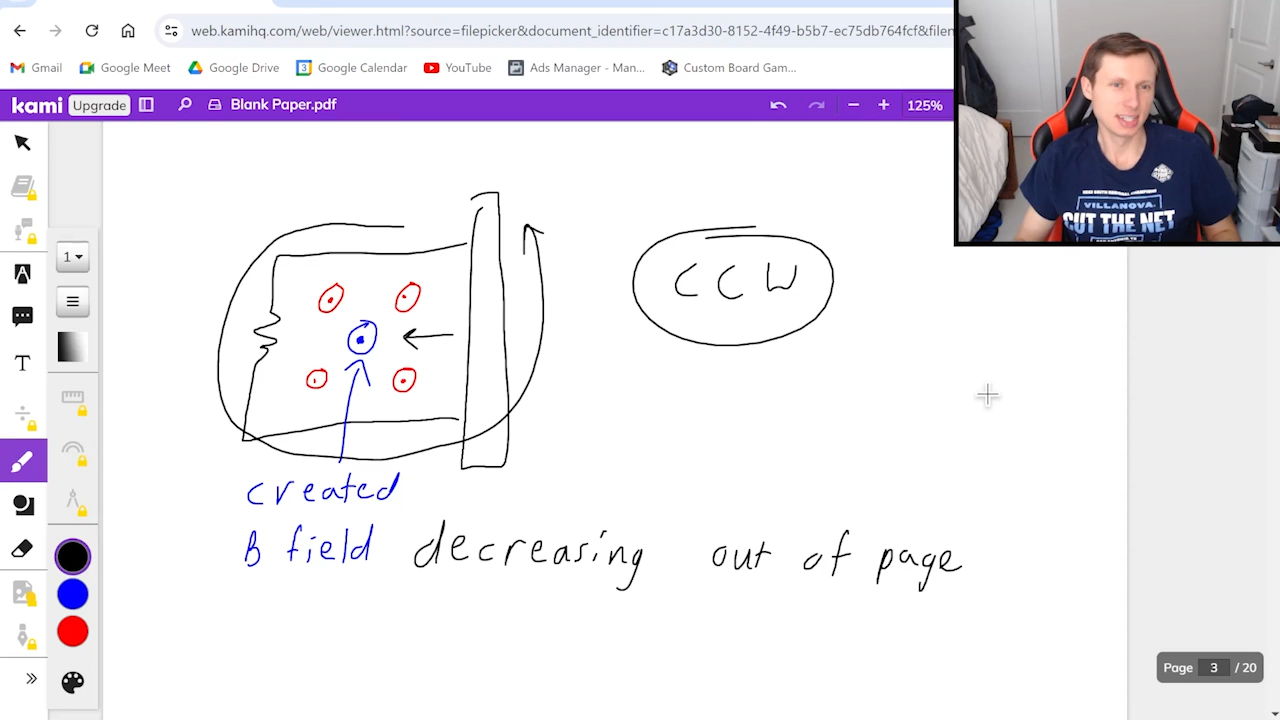 web.kamihq.com/web/viewer.html?source=filepicker&document_identifier=c17a3d30-8152-4f49-b5b7-ec75db764fcf&filen
Gmail Google Meet Google Drive Google Calendar YouTube Ads Manager - Man... Custom Board Gam...
kami Upgrade Blank Paper.pdf 125%
1
T
CCW
VILLANOVA
CUT THE NET
created
B field decreasing out of page
Page 3 / 20